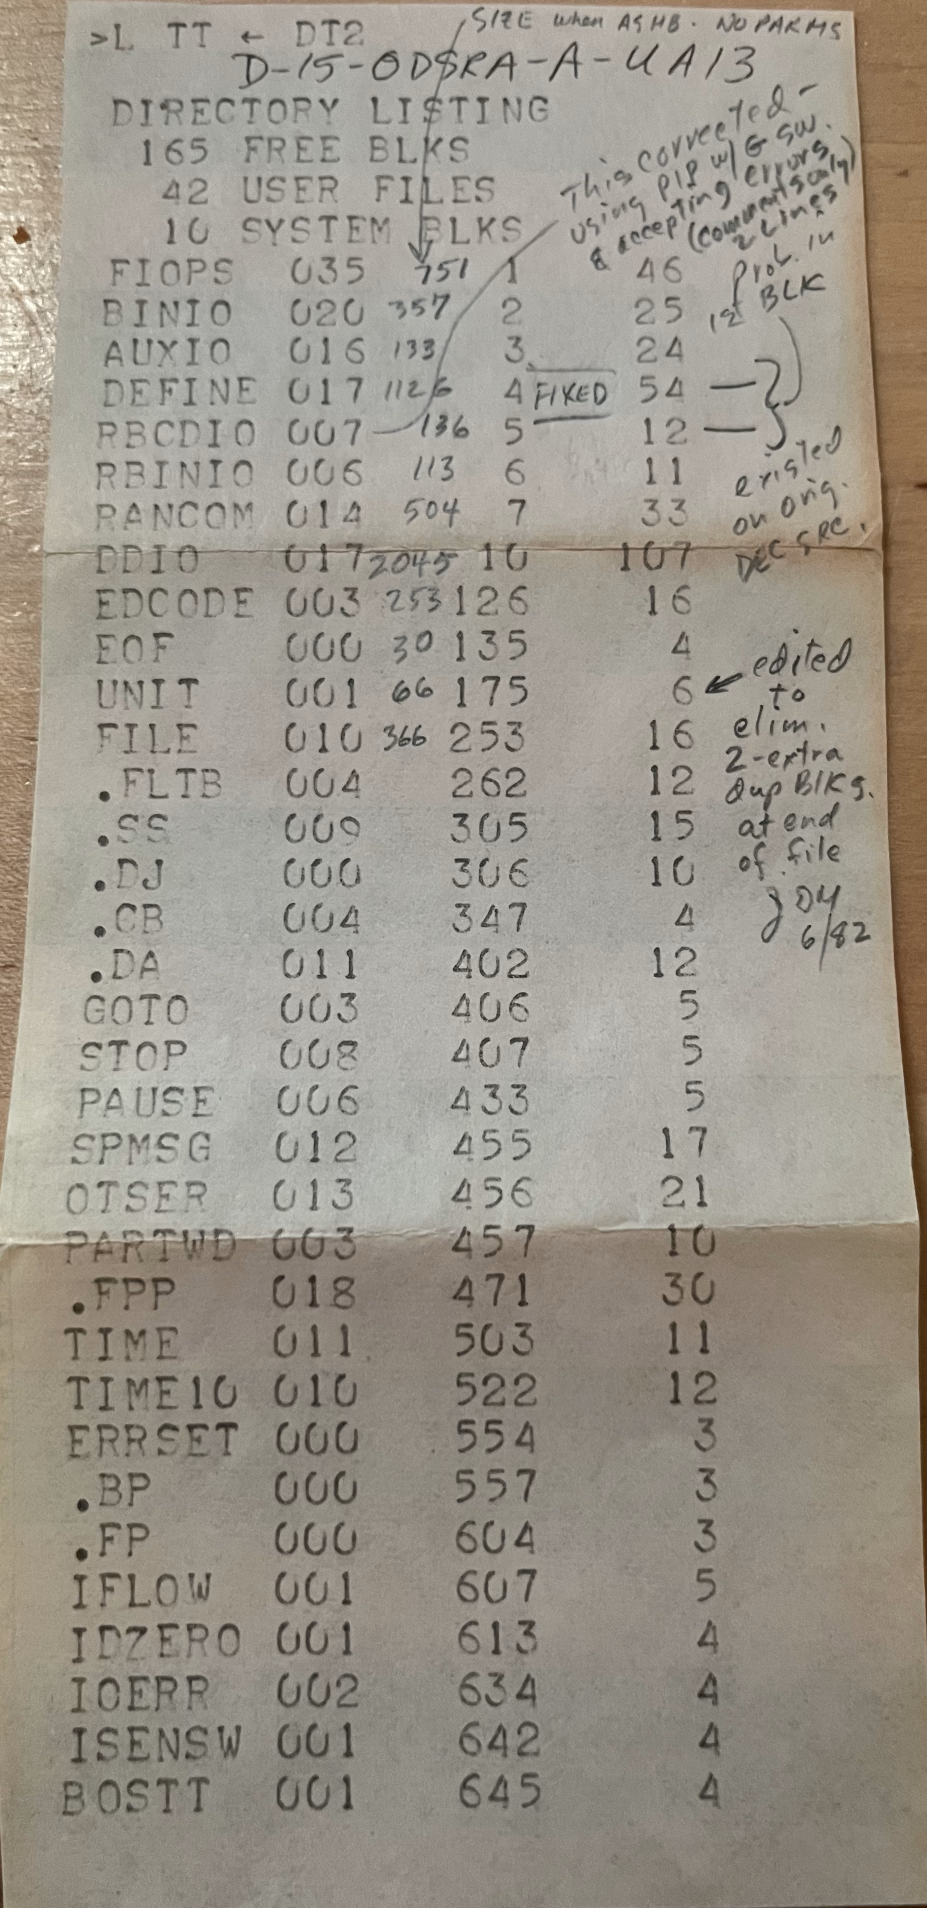 SIZE when ASMB. NO PARMS
>L TT ← DT2
D-15-ODSRA-A-UA13
DIRECTORY LISTING
165 FREE BLKS
42 USER FILES
10 SYSTEM BLKS
This corrected -
using PIP w/ G SW.
& accepting errors
(comments only)
2 Lines
prob. in
1st BLK
FIOPS 035 751 1 46
BINIO 020 357 2 25
AUXIO 016 133 3 24
DEFINE 017 1126 4 FIXED 54
RBCDIO 007 136 5 12
RBINIO 006 113 6 11
RANCOM 014 504 7 33
existed
on orig.
DEC SRC.
DDIO 017 2045 10 107
EDCODE 003 253 126 16
EOF 000 30 135 4
UNIT 001 66 175 6
FILE 010 366 253 16
edited
to
elim.
2-extra
dup Blks.
at end
of file
DM
6/82
.FLTB 004 262 12
.SS 009 305 15
.DJ 000 306 10
.CB 004 347 4
.DA 011 402 12
GOTO 003 406 5
STOP 008 407 5
PAUSE 006 433 5
SPMSG 012 455 17
OTSER 013 456 21
PARTWD 003 457 10
.FPP 018 471 30
TIME 011 503 11
TIME10 010 522 12
ERRSET 000 554 3
.BP 000 557 3
.FP 000 604 3
IFLOW 001 607 5
IDZERO 001 613 4
IOERR 002 634 4
ISENSW 001 642 4
BOSTT 001 645 4